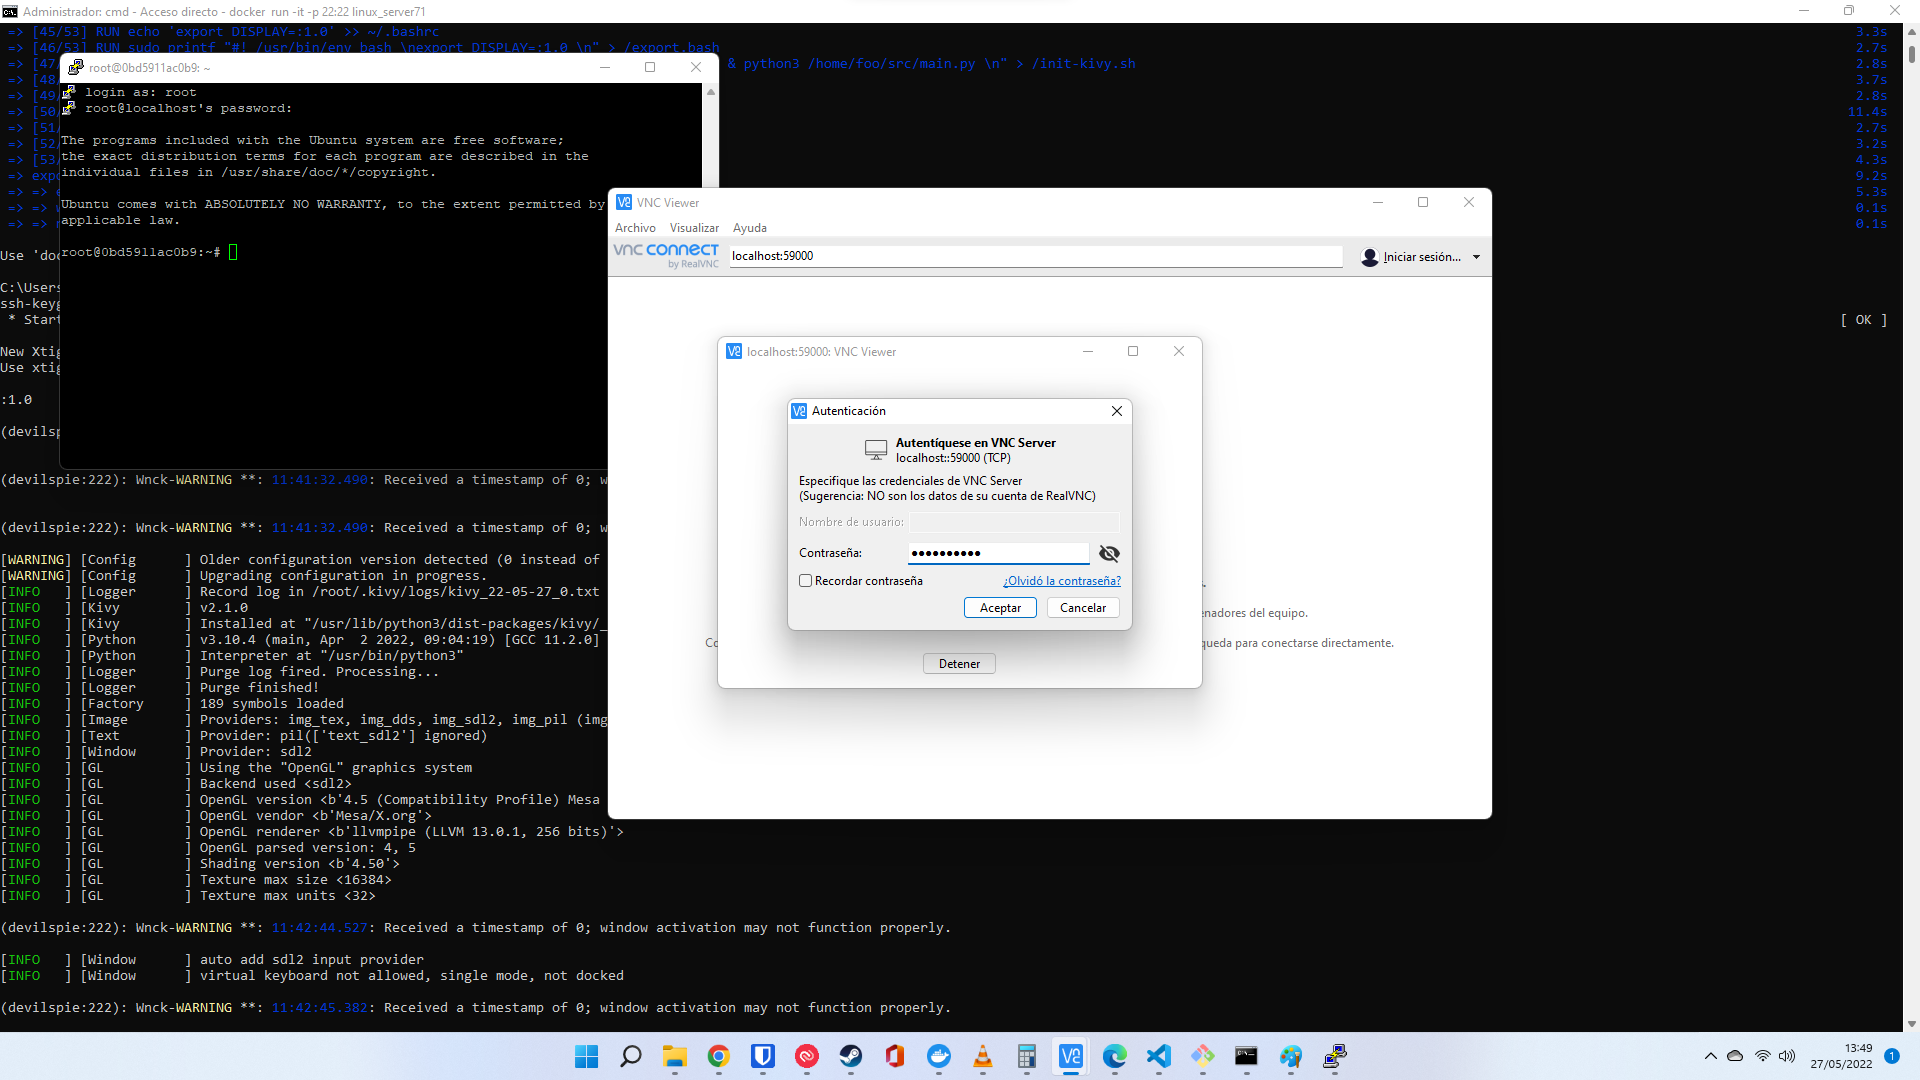 Administrador: cmd - Acceso directo - docker run -it -p 22:22 linux_server71
=> [45/53] RUN echo 'export DISPLAY=:1.0' >> ~/.bashrc 3.3s
=> [46/53] RUN sudo printf "#! /usr/bin/env bash \nexport DISPLAY=:1.0 \n" > /export.bash 2.7s
=> [47 & python3 /home/foo/src/main.py \n" > /init-kivy.sh 2.8s
=> [48 3.7s
=> [49 2.8s
=> [50/ 11.4s
=> [51/ 2.7s
=> [52/ 3.2s
=> [53/ 4.3s
=> expo 9.2s
=> => e 5.3s
=> => 0.1s
=> => 0.1s
Use 'doc
C:\Users
ssh-keyg
* Start [ OK ]
New Xtig
Use xtig
:1.0
(devilsp
root@0bd5911ac0b9: ~
login as: root
root@localhost's password:
The programs included with the Ubuntu system are free software;
the exact distribution terms for each program are described in the
individual files in /usr/share/doc/*/copyright.
Ubuntu comes with ABSOLUTELY NO WARRANTY, to the extent permitted by
applicable law.
root@0bd5911ac0b9:~#
(devilspie:222): Wnck-WARNING **: 11:41:32.490: Received a timestamp of 0; w
(devilspie:222): Wnck-WARNING **: 11:41:32.490: Received a timestamp of 0; w
[WARNING] [Config ] Older configuration version detected (0 instead of
[WARNING] [Config ] Upgrading configuration in progress.
[INFO ] [Logger ] Record log in /root/.kivy/logs/kivy_22-05-27_0.txt
[INFO ] [Kivy ] v2.1.0
[INFO ] [Kivy ] Installed at "/usr/lib/python3/dist-packages/kivy/_
[INFO ] [Python ] v3.10.4 (main, Apr 2 2022, 09:04:19) [GCC 11.2.0]
[INFO ] [Python ] Interpreter at "/usr/bin/python3"
[INFO ] [Logger ] Purge log fired. Processing...
[INFO ] [Logger ] Purge finished!
[INFO ] [Factory ] 189 symbols loaded
[INFO ] [Image ] Providers: img_tex, img_dds, img_sdl2, img_pil (img
[INFO ] [Text ] Provider: pil(['text_sdl2'] ignored)
[INFO ] [Window ] Provider: sdl2
[INFO ] [GL ] Using the "OpenGL" graphics system
[INFO ] [GL ] Backend used <sdl2>
[INFO ] [GL ] OpenGL version <b'4.5 (Compatibility Profile) Mesa
[INFO ] [GL ] OpenGL vendor <b'Mesa/X.org'>
[INFO ] [GL ] OpenGL renderer <b'llvmpipe (LLVM 13.0.1, 256 bits)'>
[INFO ] [GL ] OpenGL parsed version: 4, 5
[INFO ] [GL ] Shading version <b'4.50'>
[INFO ] [GL ] Texture max size <16384>
[INFO ] [GL ] Texture max units <32>
(devilspie:222): Wnck-WARNING **: 11:42:44.527: Received a timestamp of 0; window activation may not function properly.
[INFO ] [Window ] auto add sdl2 input provider
[INFO ] [Window ] virtual keyboard not allowed, single mode, not docked
(devilspie:222): Wnck-WARNING **: 11:42:45.382: Received a timestamp of 0; window activation may not function properly.
VNC Viewer
Archivo Visualizar Ayuda
vnc connect
by RealVNC
localhost:59000
Iniciar sesión...
s.
enadores del equipo.
Co
queda para conectarse directamente.
localhost:59000: VNC Viewer
Autenticación
Autentíquese en VNC Server
localhost::59000 (TCP)
Especifique las credenciales de VNC Server
(Sugerencia: NO son los datos de su cuenta de RealVNC)
Nombre de usuario:
Contraseña: ••••••••••
Recordar contraseña ¿Olvidó la contraseña?
Aceptar Cancelar
Detener
13:49
27/05/2022
1